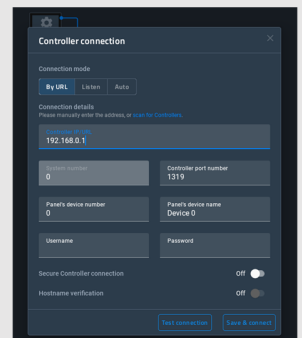 Controller connection
Connection mode
By URL Listen Auto
Connection details
Please manually enter the address, or scan for Controllers.
192.168.0.1
System number
0
Controller port number
1319
Panel's device number
0
Panel's device name
Device 0
Username
Password
Secure Controller connection
Off
Hostname verification
Off
Test connection
Save & connect